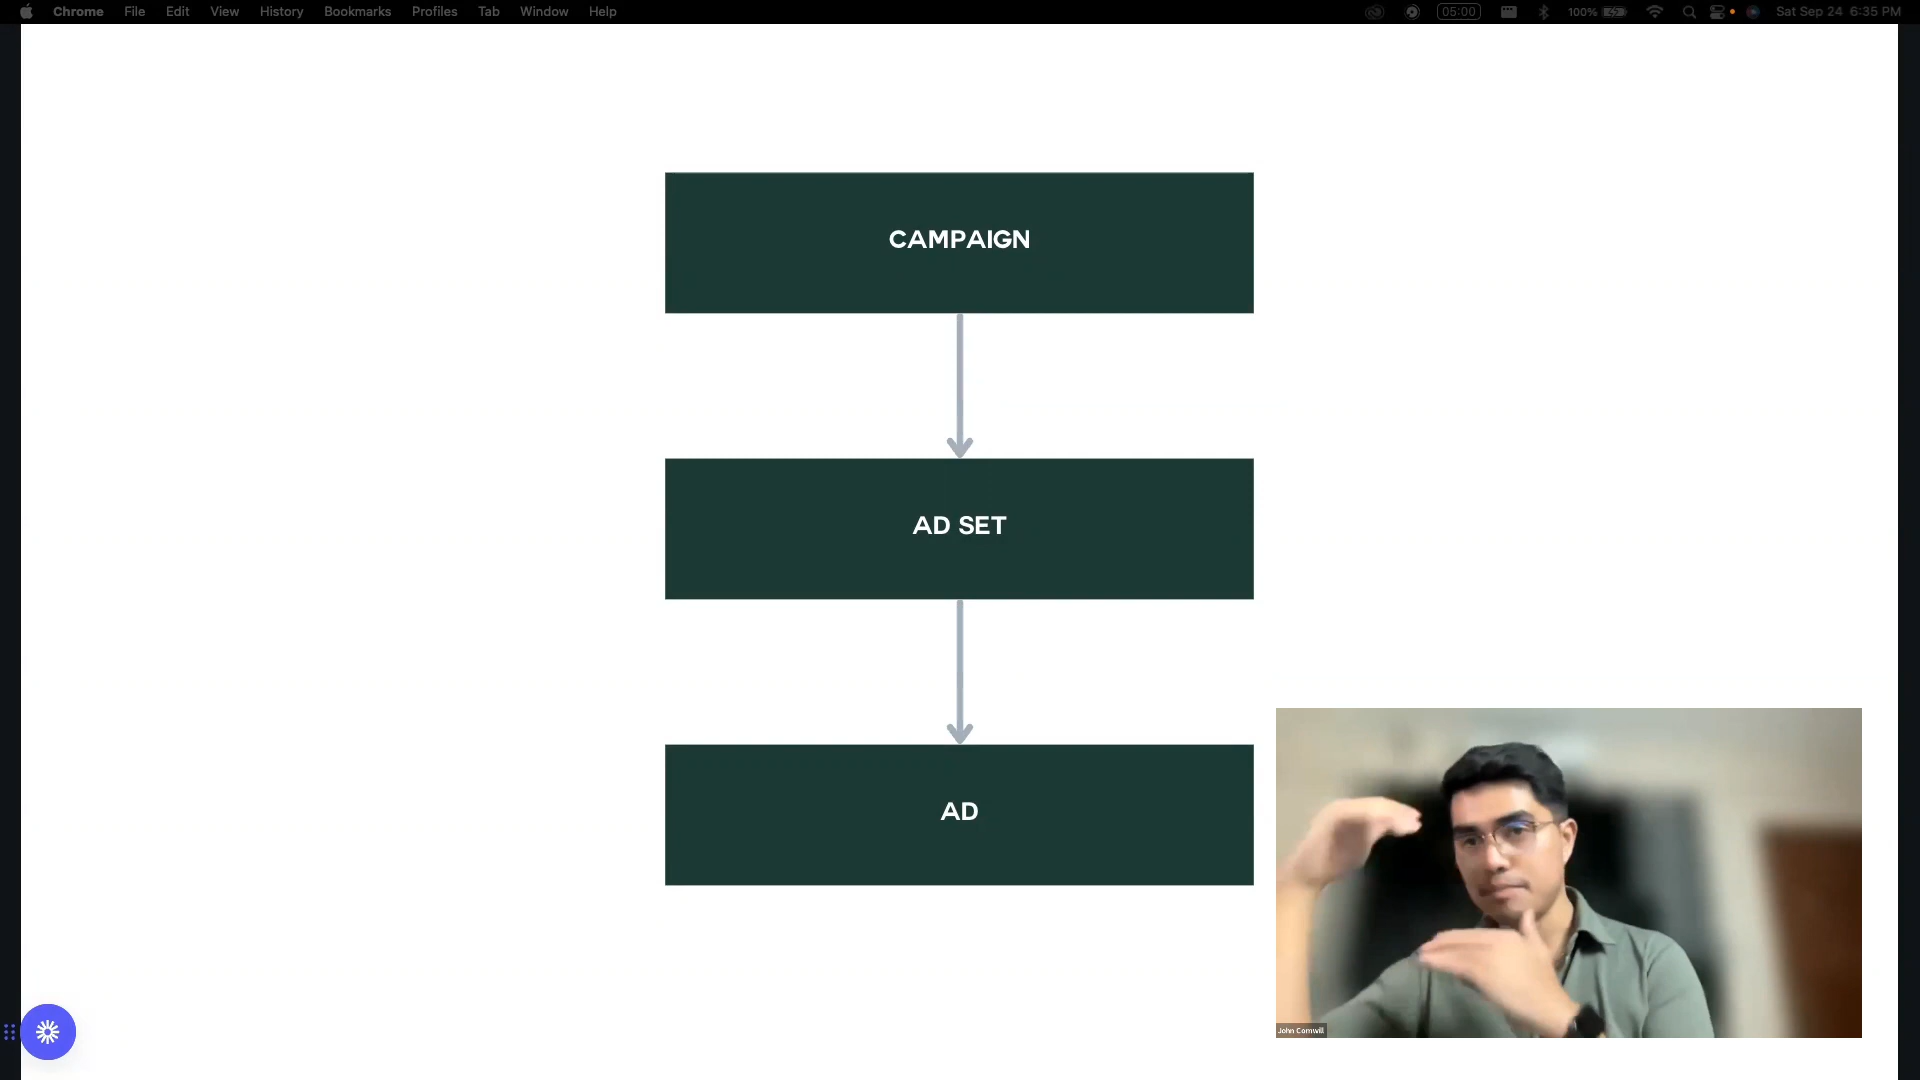 Chrome File Edit View History Bookmarks Profiles Tab Window Help 05:00 100% Sat Sep 24 6:35 PM
CAMPAIGN
AD SET
AD
John Cornwill